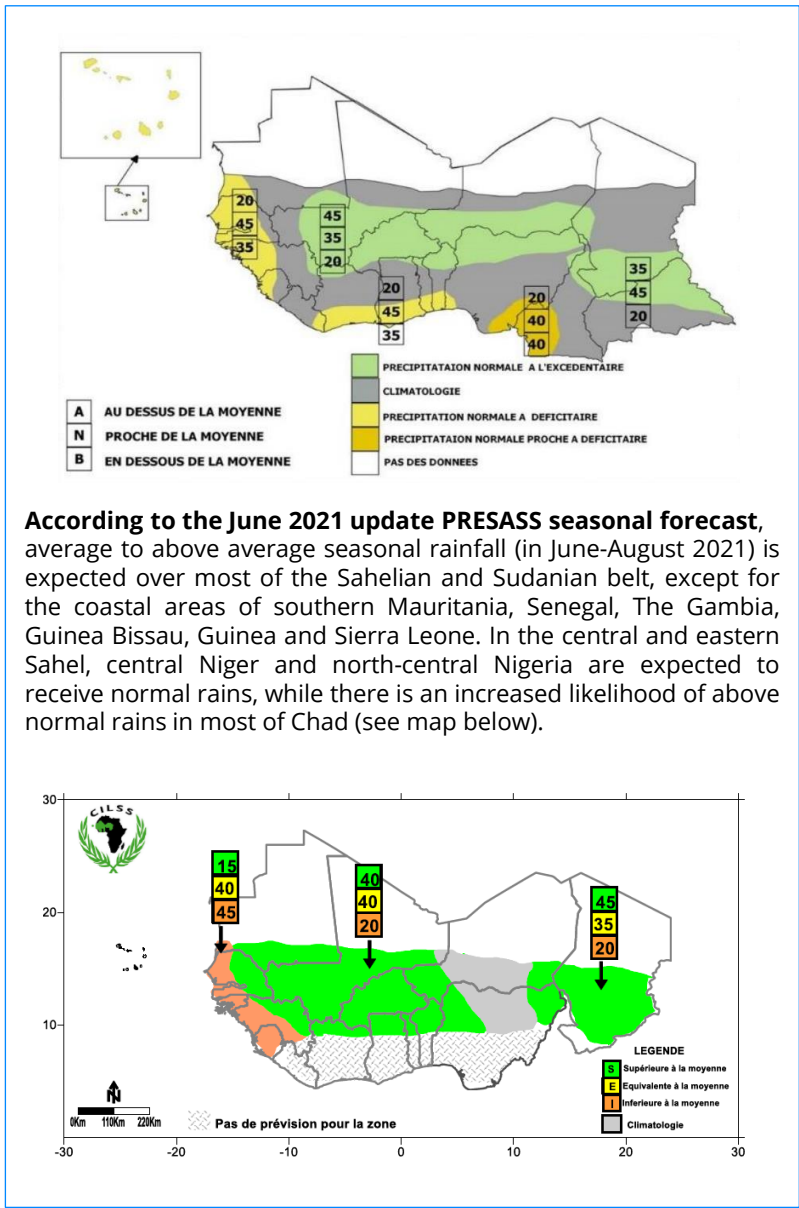 20
45
35
45
35
20
20
45
35
20
40
40
35
45
20
PRECIPITATAION NORMALE A L'EXCEDENTAIRE
CLIMATOLOGIE
PRECIPITATION NORMALE A DEFICITAIRE
PRECIPITATAION NORMALE PROCHE A DEFICITAIRE
PAS DES DONNEES
A AU DESSUS DE LA MOYENNE
N PROCHE DE LA MOYENNE
B EN DESSOUS DE LA MOYENNE
According to the June 2021 update PRESASS seasonal forecast,
average to above average seasonal rainfall (in June-August 2021) is
expected over most of the Sahelian and Sudanian belt, except for
the coastal areas of southern Mauritania, Senegal, The Gambia,
Guinea Bissau, Guinea and Sierra Leone. In the central and eastern
Sahel, central Niger and north-central Nigeria are expected to
receive normal rains, while there is an increased likelihood of above
normal rains in most of Chad (see map below).
30
20
10
CILSS
15
40
45
40
40
20
45
35
20
LEGENDE
S Supérieure à la moyenne
E Equivalente à la moyenne
I Inferieure à la moyenne
Climatologie
N
0Km 110Km 220Km
Pas de prévision pour la zone
-30 -20 -10 0 10 20 30